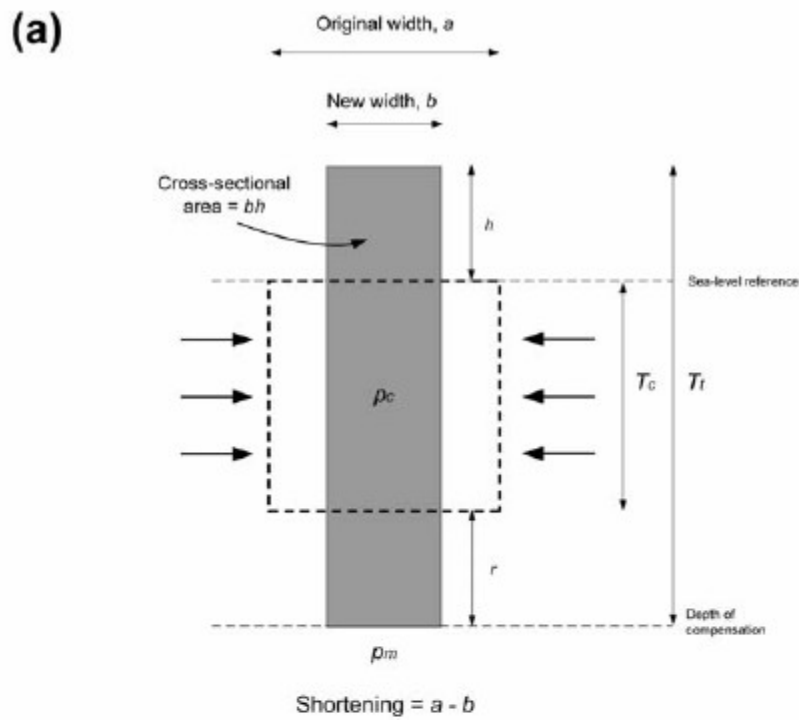 (a)
Original width, a
New width, b
Cross-sectional
area = bh
h
Sea-level reference
ρc
Tc
Tt
r
Depth of
compensation
ρm
Shortening = a - b